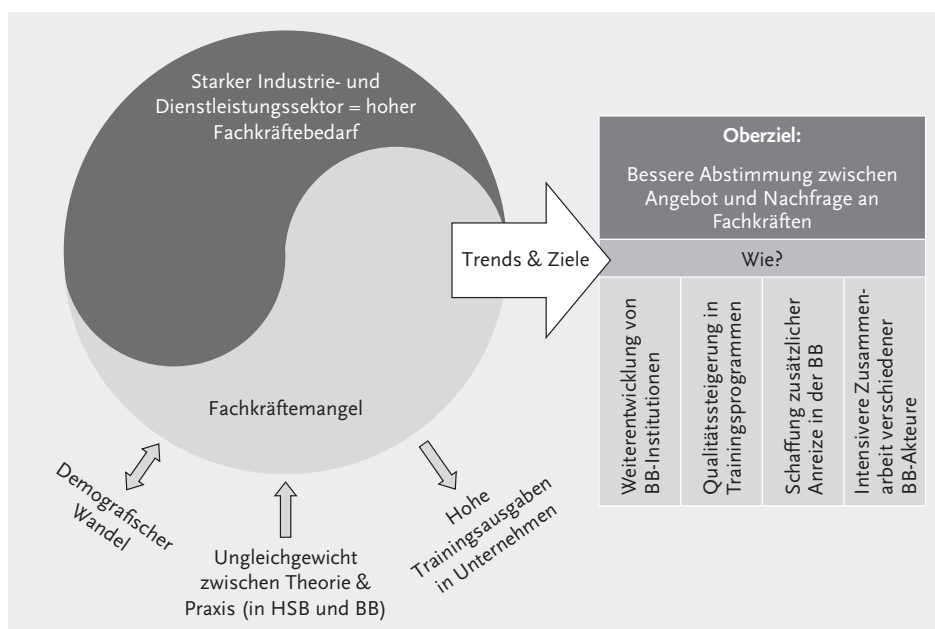 Starker Industrie- und
Dienstleistungssektor = hoher
Fachkräftebedarf
Fachkräftemangel
Demografischer
Wandel
Ungleichgewicht
zwischen Theorie &
Praxis (in HSB und BB)
Hohe
Trainingsausgaben
in Unternehmen
Trends & Ziele
Oberziel:
Bessere Abstimmung zwischen
Angebot und Nachfrage an
Fachkräften
Wie?
Weiterentwicklung von
BB-Institutionen
Qualitätssteigerung in
Trainingsprogrammen
Schaffung zusätzlicher
Anreize in der BB
Intensivere Zusammen-
arbeit verschiedener
BB-Akteure